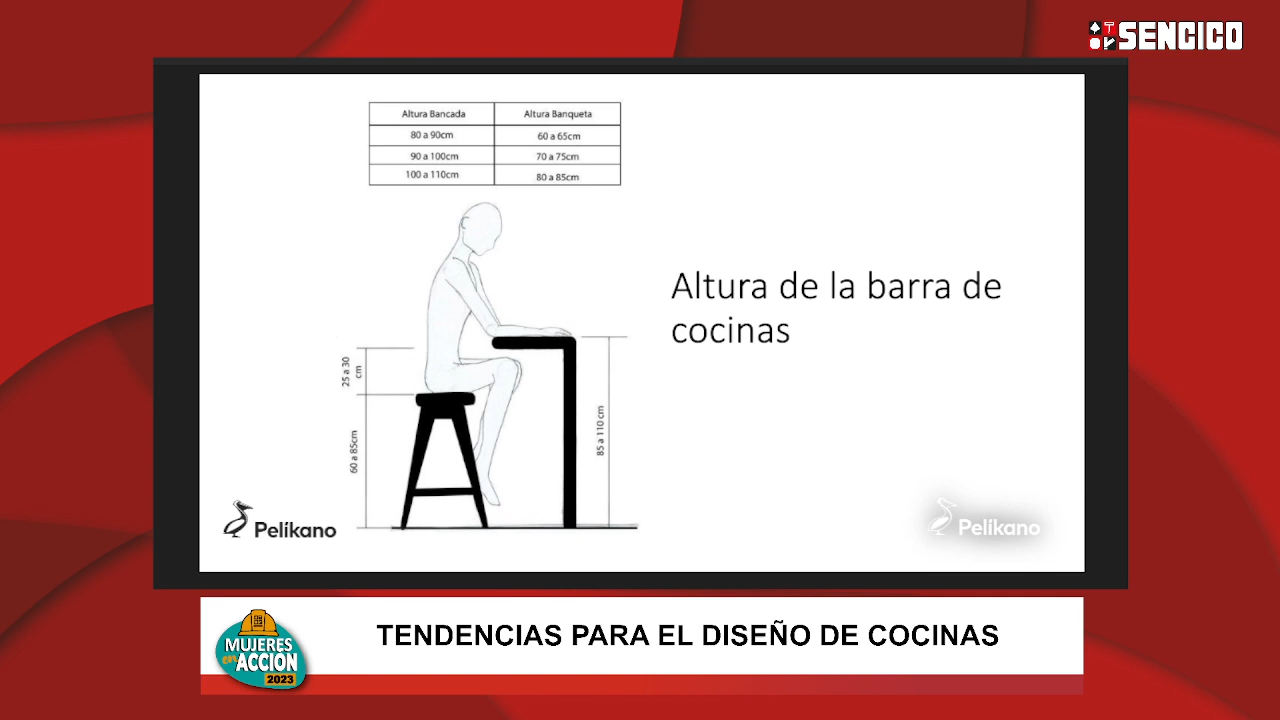 SENCICO
Altura Bancada Altura Banqueta
80 a 90cm 60 a 65cm
90 a 100cm 70 a 75cm
100 a 110cm 80 a 85cm
Altura de la barra de
cocinas
25 a 30
cm
60 a 85cm
85 a 110 cm
Pelíkano
Pelíkano
MUJERES
en ACCIÓN
2023
TENDENCIAS PARA EL DISEÑO DE COCINAS